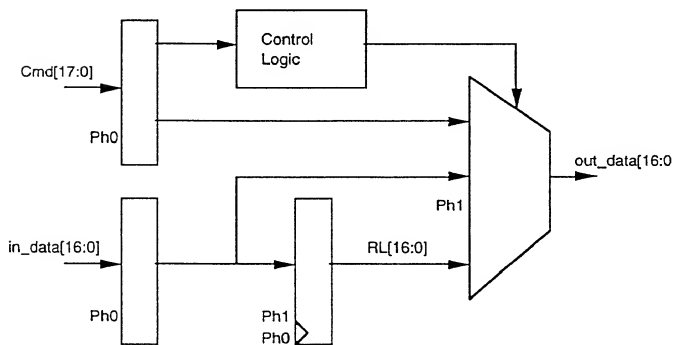 Control
Logic
Cmd[17:0]
Ph0
out_data[16:0
Ph1
in_data[16:0]
RL[16:0]
Ph0
Ph1
Ph0